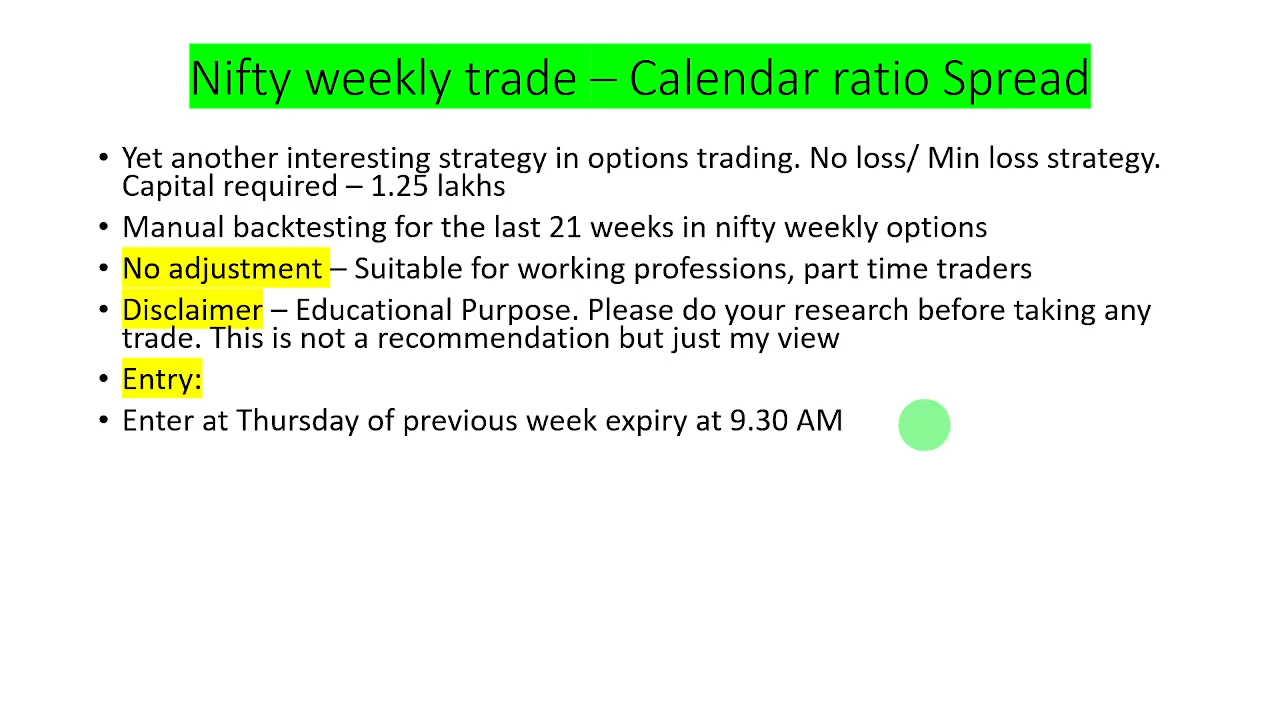 Nifty weekly trade – Calendar ratio Spread
• Yet another interesting strategy in options trading. No loss/ Min loss strategy.
Capital required – 1.25 lakhs
• Manual backtesting for the last 21 weeks in nifty weekly options
• No adjustment – Suitable for working professions, part time traders
• Disclaimer – Educational Purpose. Please do your research before taking any
trade. This is not a recommendation but just my view
• Entry:
• Enter at Thursday of previous week expiry at 9.30 AM